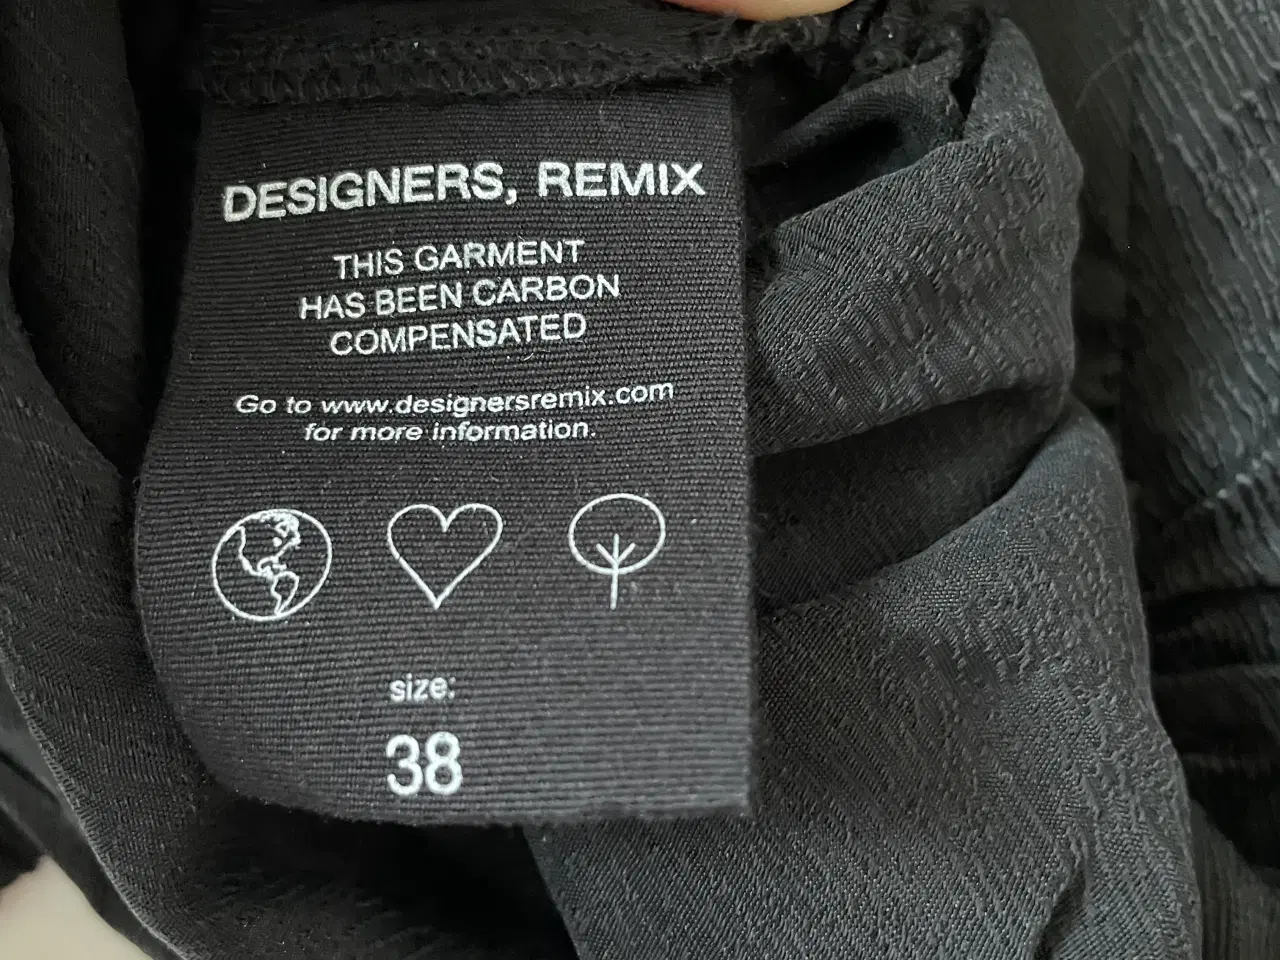 DESIGNERS, REMIX
THIS GARMENT
HAS BEEN CARBON
COMPENSATED
Go to www.designersremix.com
for more information.
size:
38